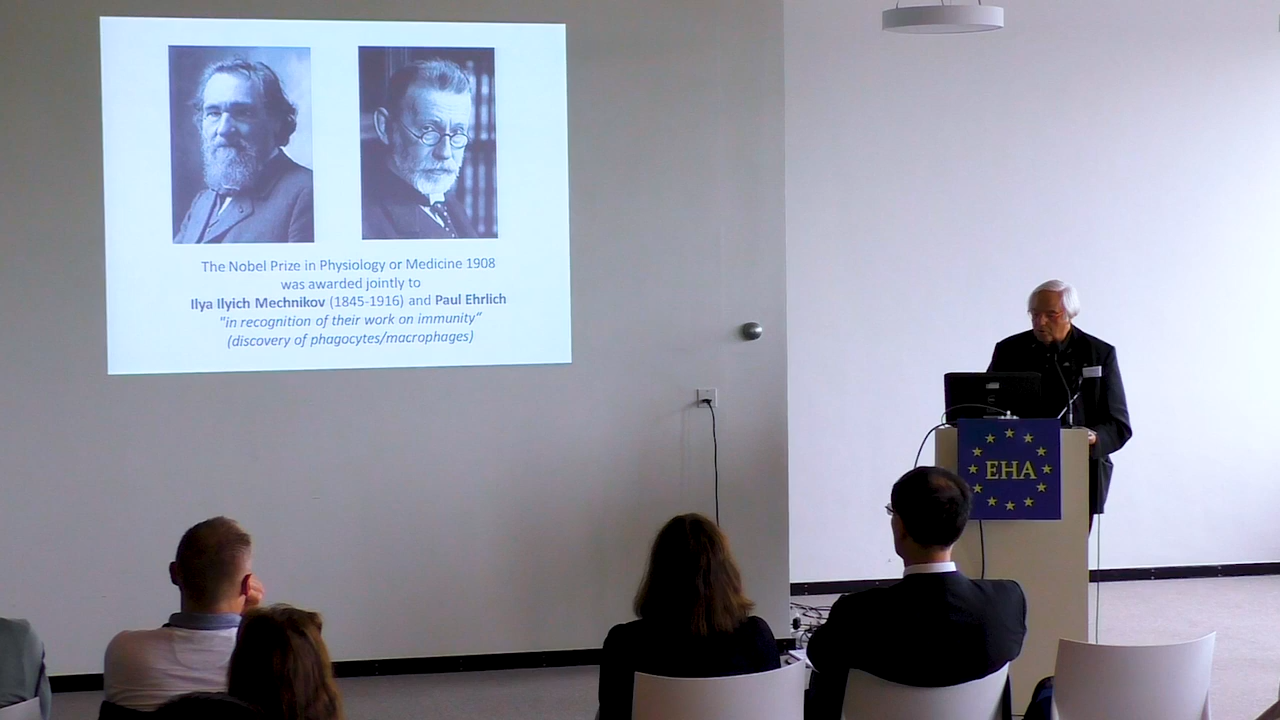 The Nobel Prize in Physiology or Medicine 1908
was awarded jointly to
Ilya Ilyich Mechnikov (1845-1916) and Paul Ehrlich
"in recognition of their work on immunity"
(discovery of phagocytes/macrophages)
EHA